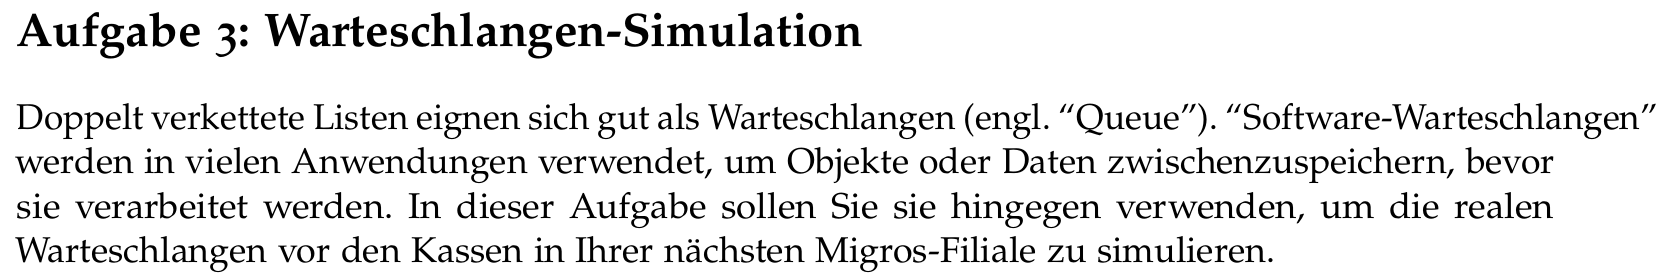 Aufgabe 3: Warteschlangen-Simulation
Doppelt verkettete Listen eignen sich gut als Warteschlangen (engl. “Queue”). “Software-Warteschlangen”
werden in vielen Anwendungen verwendet, um Objekte oder Daten zwischenzuspeichern, bevor
sie verarbeitet werden. In dieser Aufgabe sollen Sie sie hingegen verwenden, um die realen
Warteschlangen vor den Kassen in Ihrer nächsten Migros-Filiale zu simulieren.